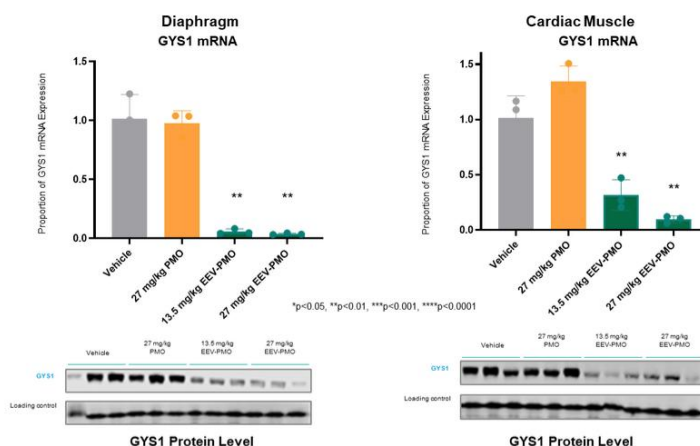 Diaphragm
GYS1 mRNA
Proportion of GYS1 mRNA Expression
1.5
1.0
0.5
0.0
Vehicle
27 mg/kg PMO
13.5 mg/kg EEV-PMO
27 mg/kg EEV-PMO
**
**
Cardiac Muscle
GYS1 mRNA
Proportion of GYS1 mRNA Expression
1.5
1.0
0.5
0.0
Vehicle
27 mg/kg PMO
13.5 mg/kg EEV-PMO
27 mg/kg EEV-PMO
**
**
*p<0.05, **p<0.01, ***p<0.001, ****p<0.0001
Vehicle
27 mg/kg
PMO
13.5 mg/kg
EEV-PMO
27 mg/kg
EEV-PMO
GYS1
Loading control
GYS1 Protein Level
Vehicle
27 mg/kg
PMO
13.5 mg/kg
EEV-PMO
27 mg/kg
EEV-PMO
GYS1
Loading control
GYS1 Protein Level